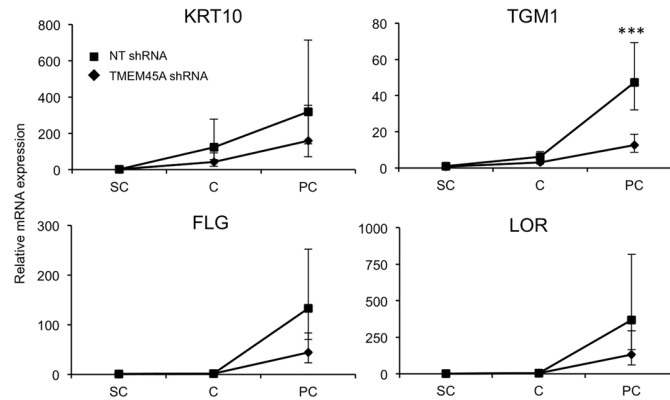 KRT10
800
600
400
200
0
NT shRNA
TMEM45A shRNA
SC C PC
TGM1
***
80
60
40
20
0
SC C PC
Relative mRNA expression
FLG
300
200
100
0
SC C PC
LOR
1000
750
500
250
0
SC C PC